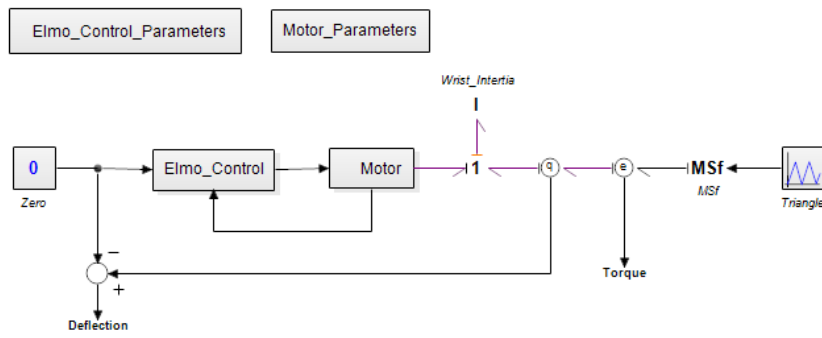 Elmo_Control_Parameters
Motor_Parameters
Wrist_Intertia
I
0
Elmo_Control
Motor
1
q
e
MSf
Zero
MSf
Triangle
−
+
Torque
Deflection